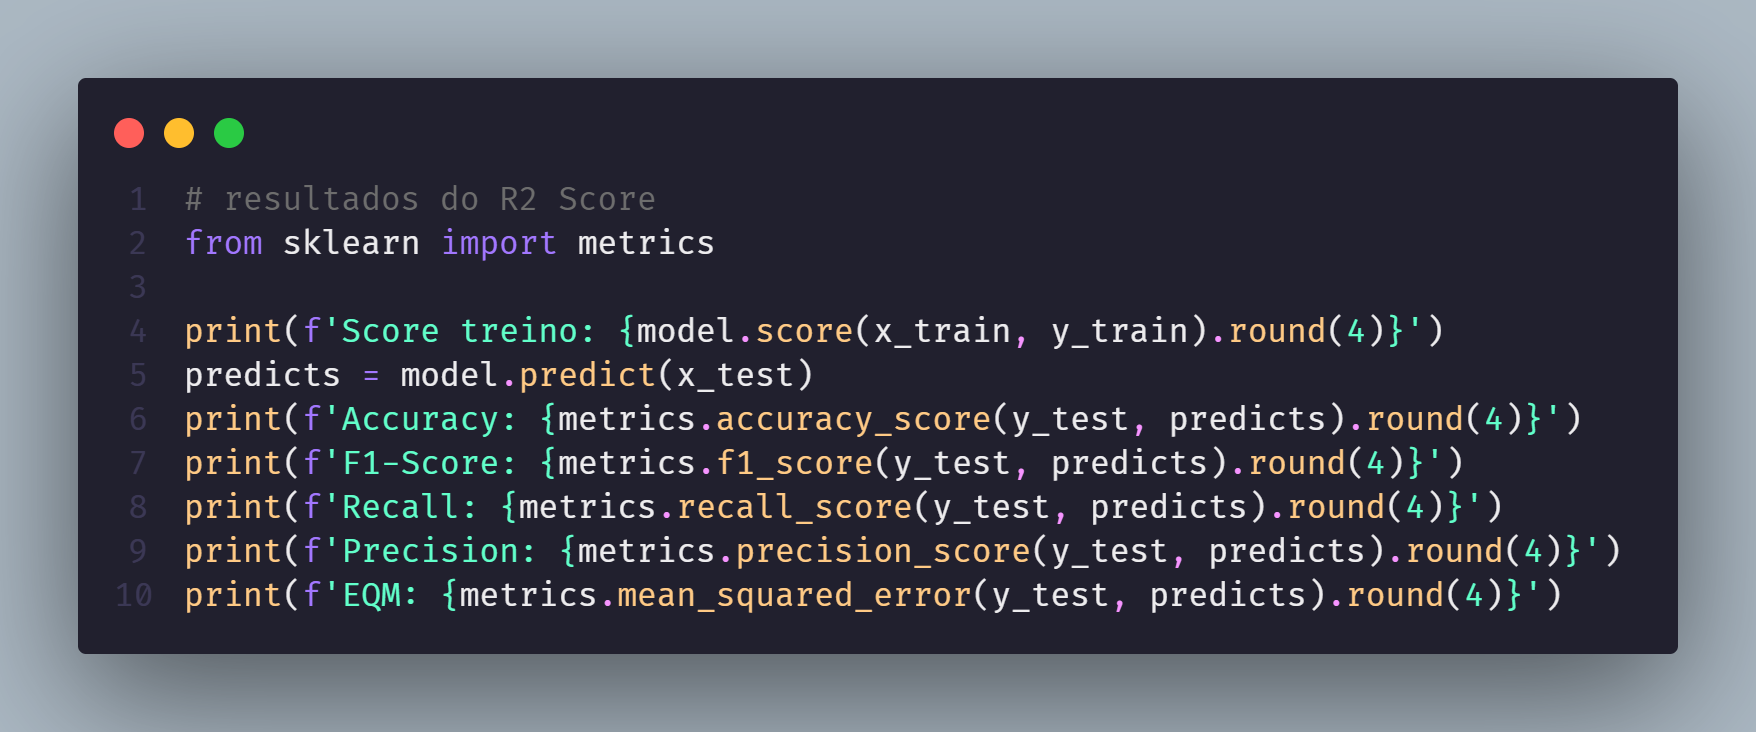 1 # resultados do R2 Score
2 from sklearn import metrics
3
4 print(f'Score treino: {model.score(x_train, y_train).round(4)}')
5 predicts = model.predict(x_test)
6 print(f'Accuracy: {metrics.accuracy_score(y_test, predicts).round(4)}')
7 print(f'F1-Score: {metrics.f1_score(y_test, predicts).round(4)}')
8 print(f'Recall: {metrics.recall_score(y_test, predicts).round(4)}')
9 print(f'Precision: {metrics.precision_score(y_test, predicts).round(4)}')
10 print(f'EQM: {metrics.mean_squared_error(y_test, predicts).round(4)}')